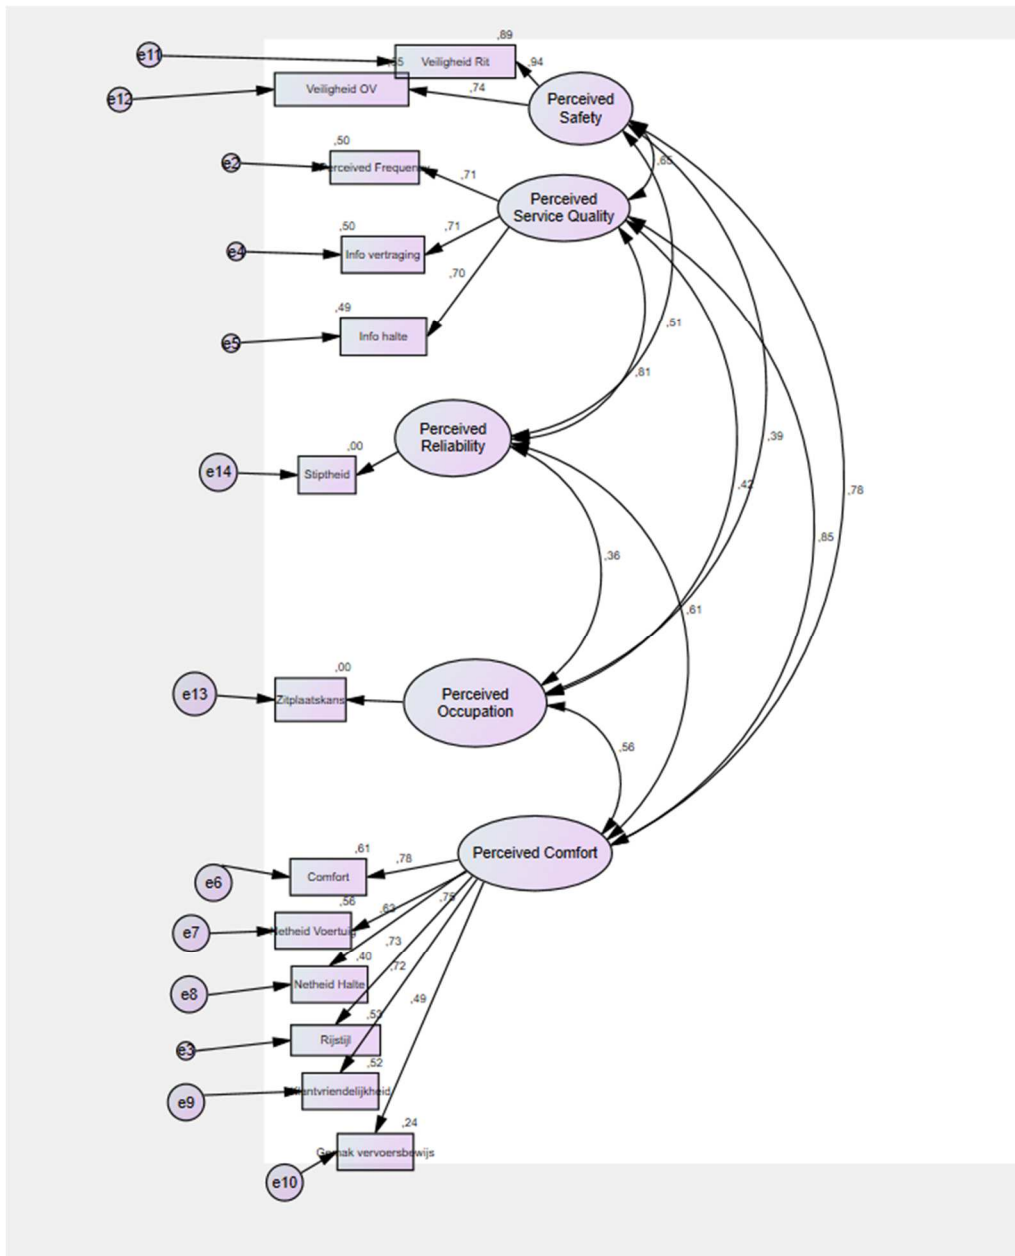 ,89
e11
Veiligheid Rit
,94
,55
e12
Veiligheid OV
,74
Perceived
Safety
,50
e2
Perceived Frequency
,71
,65
Perceived
Service Quality
,50
e4
Info vertraging
,71
,70
,49
e5
Info halte
,51
,81
Perceived
Reliability
,00
e14
Stiptheid
,39
,42
,78
,85
,36
,61
,00
e13
Zitplaatskans
Perceived
Occupation
,56
Perceived Comfort
,61
e6
Comfort
,78
,56
e7
Netheid Voertuig
,63
,75
,40
e8
Netheid Halte
,73
,72
,49
,53
e3
Rijstijl
,52
e9
Klantvriendelijkheid
,24
Gemak vervoersbewijs
e10